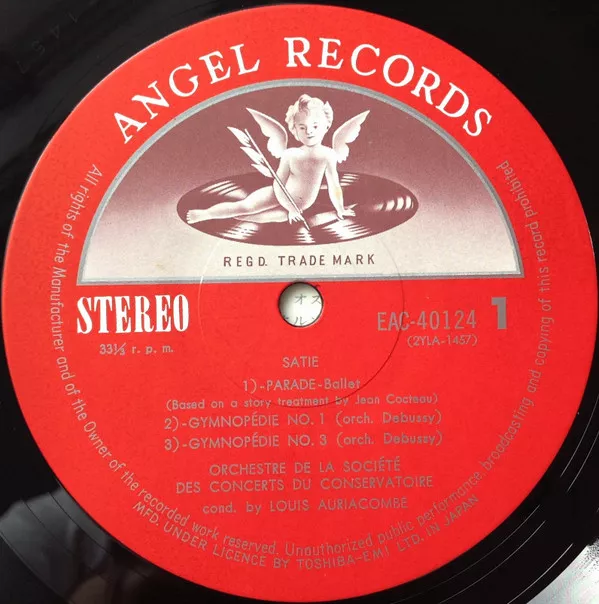 ANGEL RECORDS
REGD. TRADE MARK
STEREO
33⅓ r. p. m.
EAC-40124 1
(2YLA-1457)
オス
ル
SATIE
1)-PARADE-Ballet
(Based on a story treatment by Jean Cocteau)
2)-GYMNOPÉDIE NO. 1 (orch. Debussy)
3)-GYMNOPÉDIE NO. 3 (orch. Debussy)
ORCHESTRE DE LA SOCIÉTÉ
DES CONCERTS DU CONSERVATOIRE
cond. by LOUIS AURIACOMBE
All rights of the Manufacturer and of the Owner of the recorded work reserved. Unauthorized public performance, broadcasting and copying of this record prohibited
MFD. UNDER LICENCE BY TOSHIBA-EMI LTD. IN JAPAN